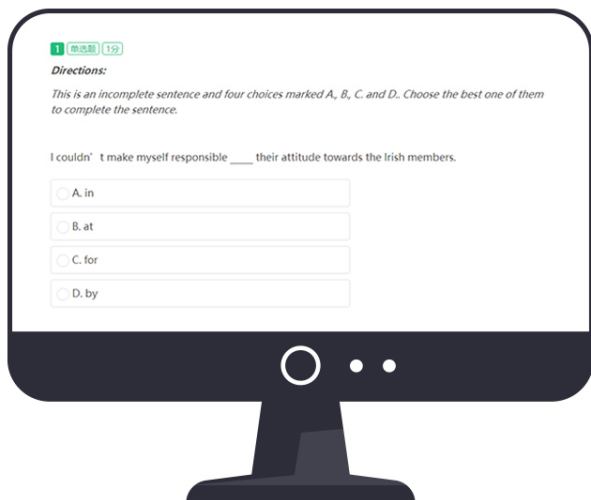 1 单选题 1分
Directions:
This is an incomplete sentence and four choices marked A., B., C. and D.. Choose the best one of them
to complete the sentence.
I couldn’t make myself responsible ____ their attitude towards the Irish members.
A. in
B. at
C. for
D. by